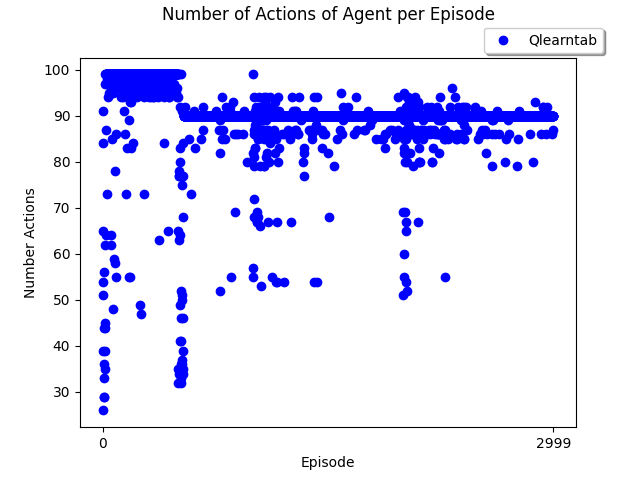 Number of Actions of Agent per Episode
Qlearntab
100
90
80
70
60
50
40
30
Number Actions
0
2999
Episode